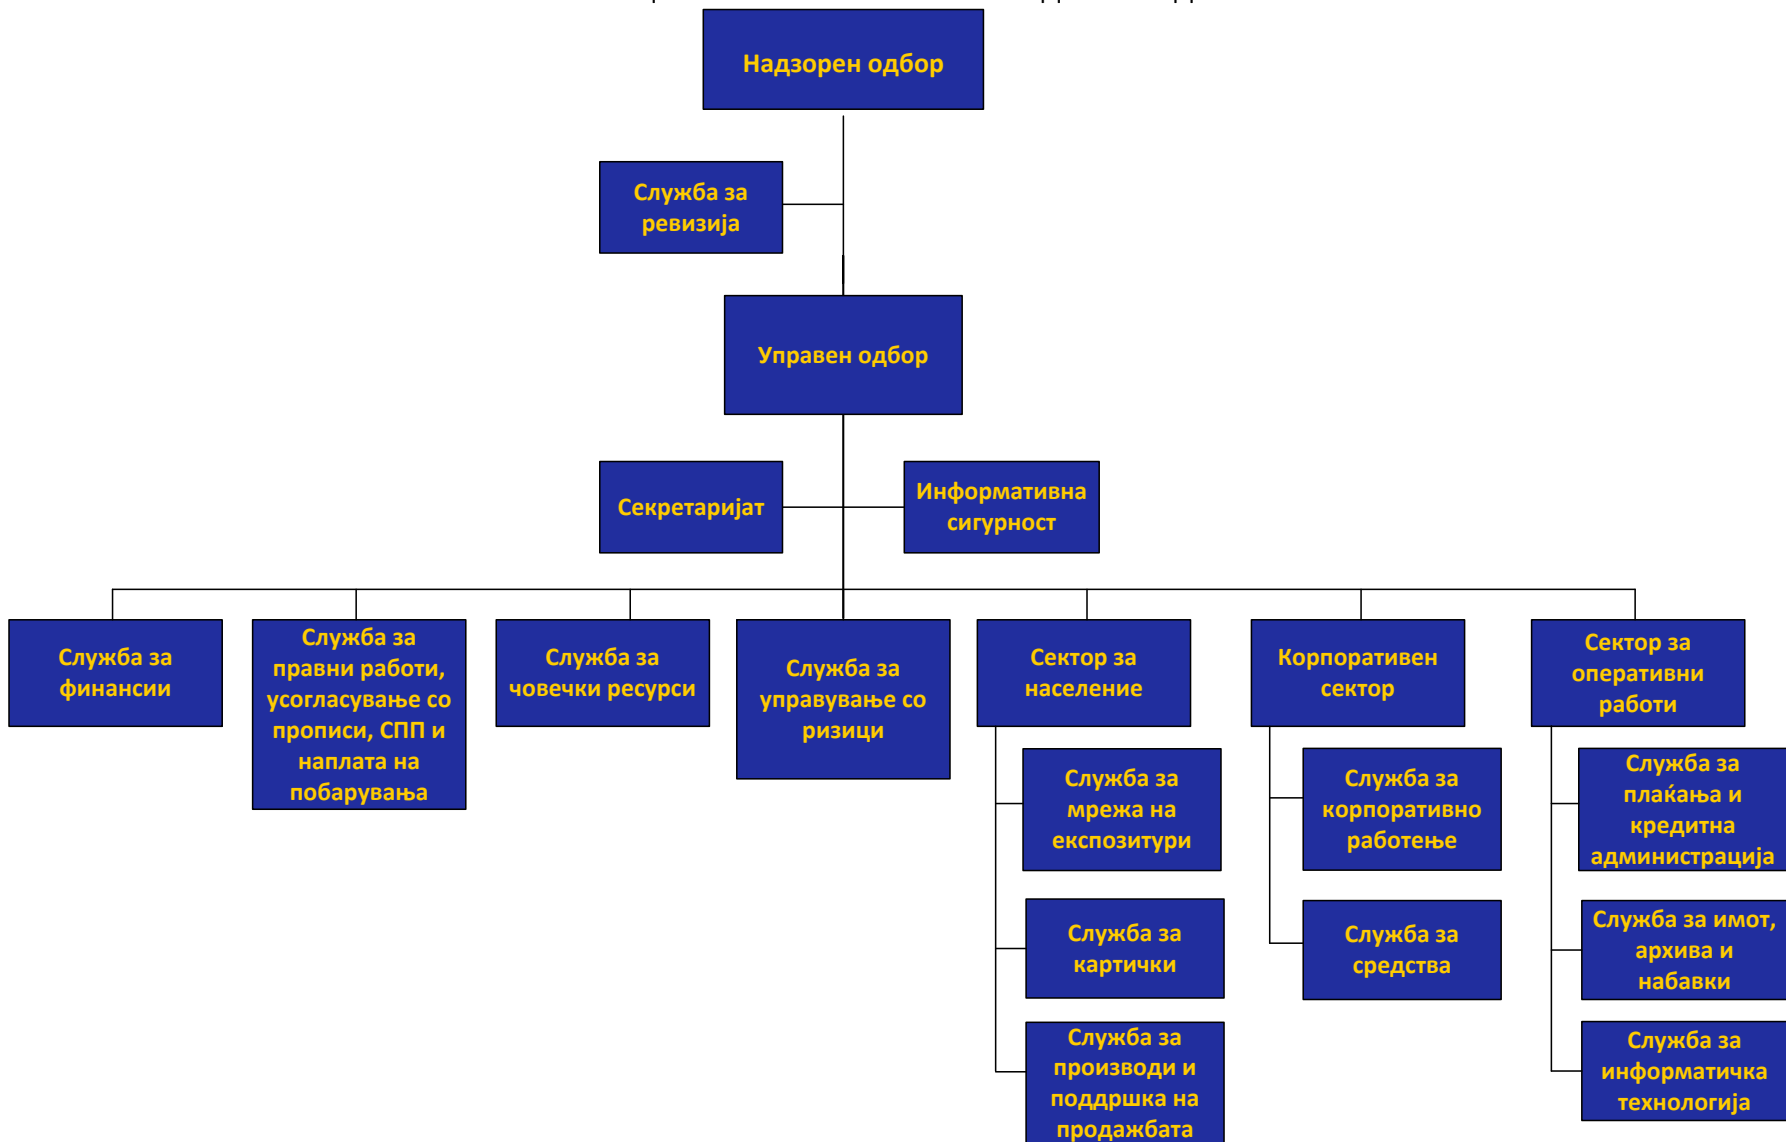 Надзорен одбор
Служба за
ревизија
Управен одбор
Секретаријат
Информативна
сигурност
Служба за
финансии
Служба за
правни работи,
усогласување со
прописи, СПП и
наплата на
побарувања
Служба за
човечки ресурси
Служба за
управување со
ризици
Сектор за
население
Корпоративен
сектор
Сектор за
оперативни
работи
Служба за
мрежа на
експозитури
Служба за
корпоративно
работење
Служба за
плаќања и
кредитна
администрација
Служба за
картички
Служба за
средства
Служба за имот,
архива и
набавки
Служба за
производи и
поддршка на
продажбата
Служба за
информатичка
технологија